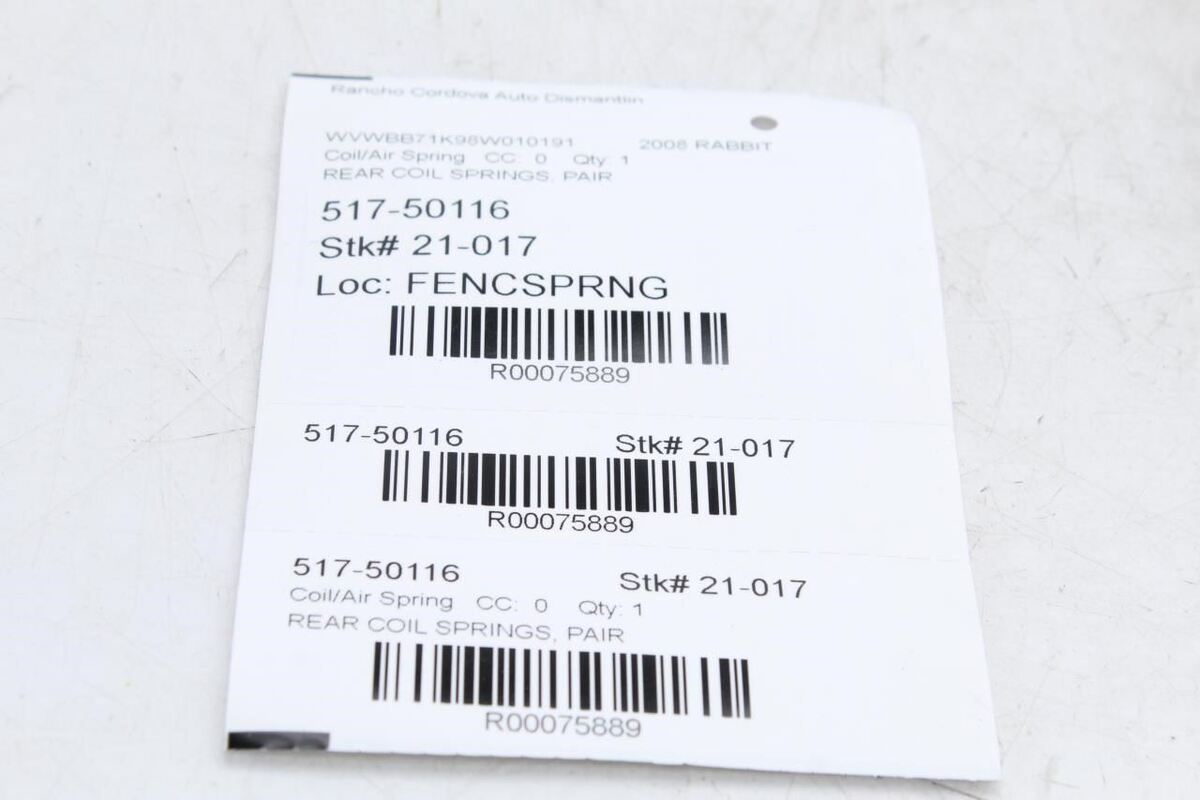 Rancho Cordova Auto Dismantlin
WVWBB71K98W010191 2008 RABBIT
Coil/Air Spring CC: 0 Qty: 1
REAR COIL SPRINGS, PAIR
517-50116
Stk# 21-017
Loc: FENCSPRNG
R00075889
517-50116 Stk# 21-017
R00075889
517-50116 Stk# 21-017
Coil/Air Spring CC: 0 Qty: 1
REAR COIL SPRINGS, PAIR
R00075889